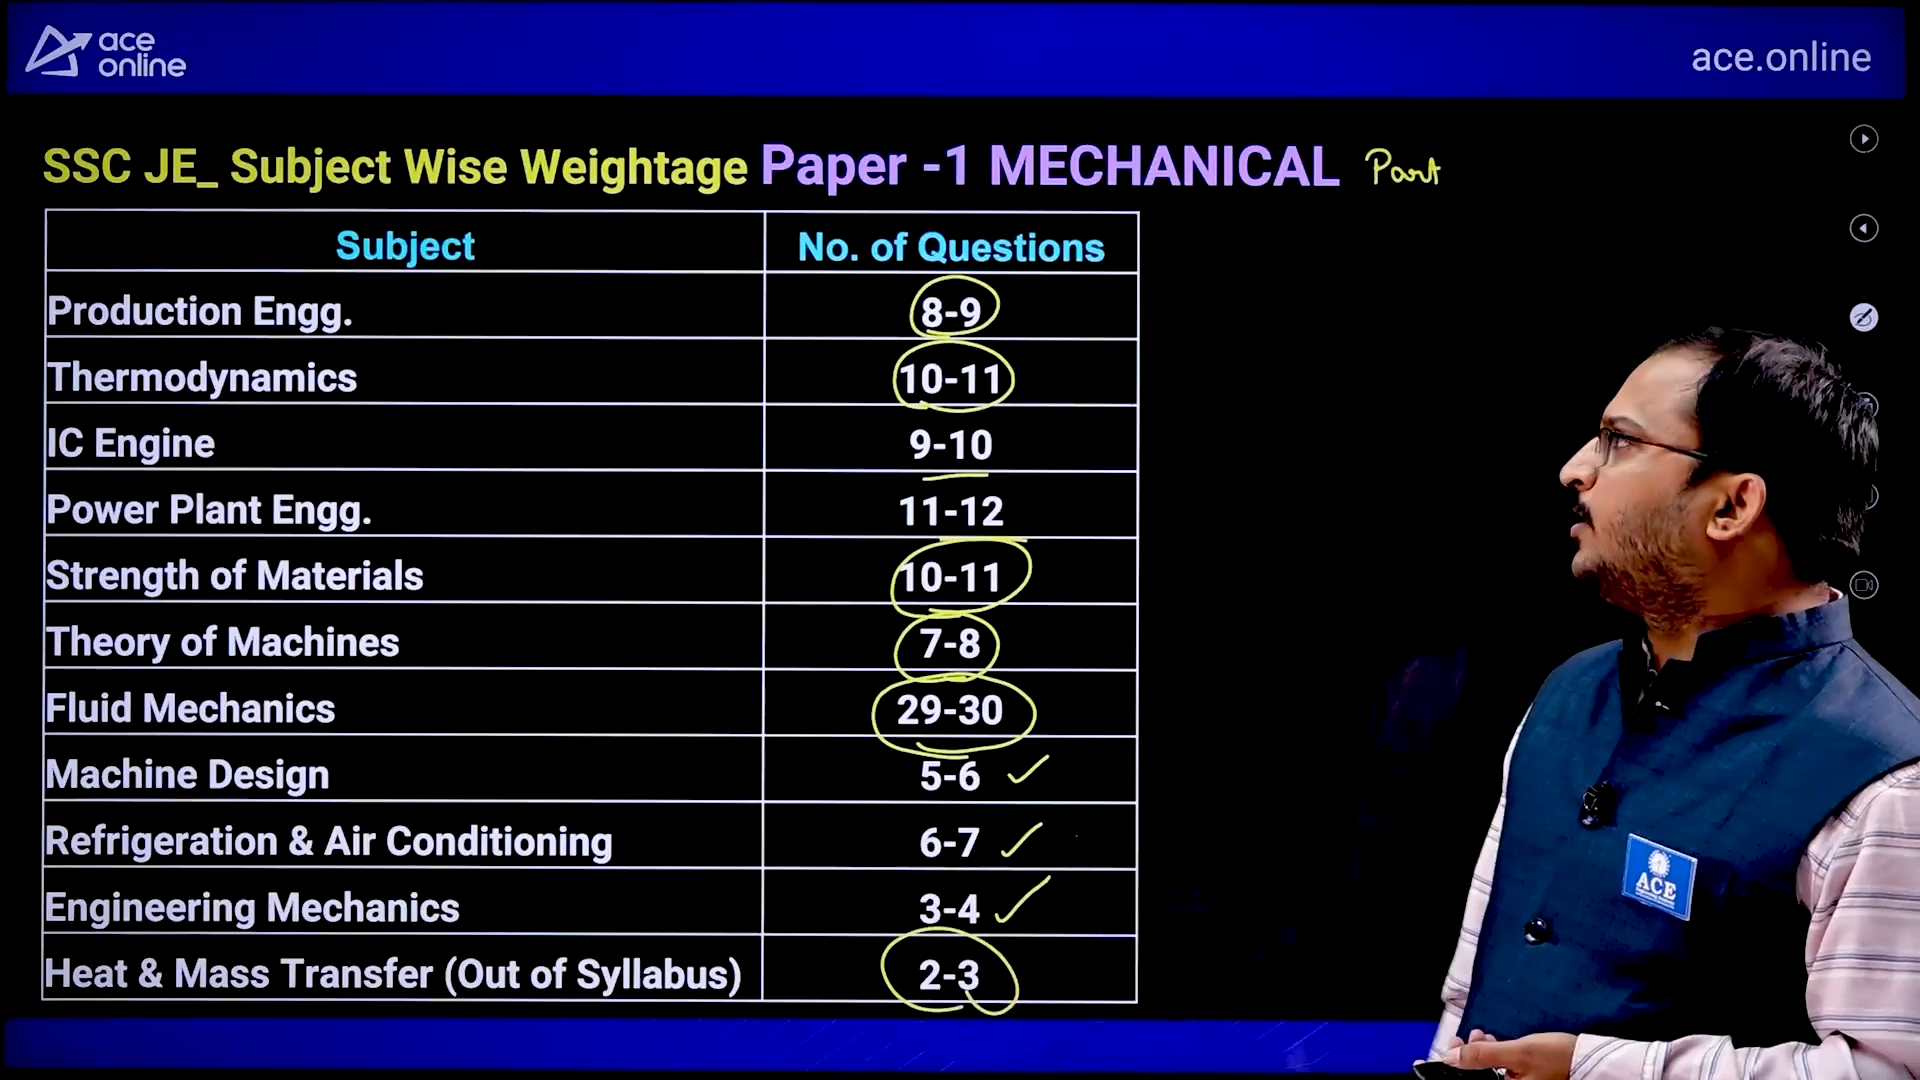 ace
online
ace.online
SSC JE_ Subject Wise Weightage Paper -1 MECHANICAL Part
Subject No. of Questions
Production Engg. 8-9
Thermodynamics 10-11
IC Engine 9-10
Power Plant Engg. 11-12
Strength of Materials 10-11
Theory of Machines 7-8
Fluid Mechanics 29-30
Machine Design 5-6
Refrigeration & Air Conditioning 6-7
Engineering Mechanics 3-4
Heat & Mass Transfer (Out of Syllabus) 2-3
ACE